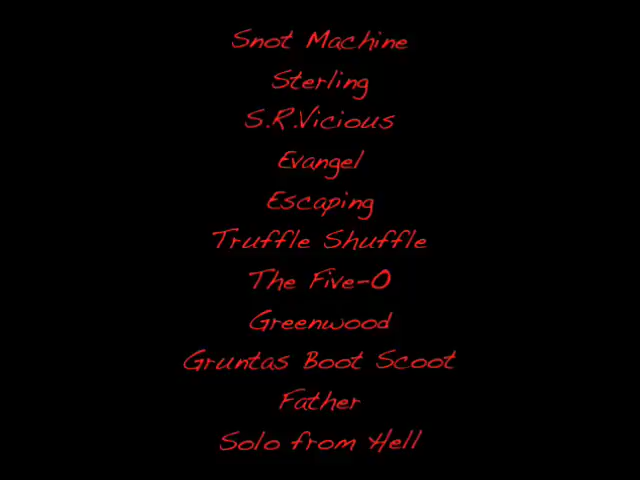 Snot Machine
Sterling
S.R.Vicious
Evangel
Escaping
Truffle Shuffle
The Five-O
Greenwood
Gruntas Boot Scoot
Father
Solo from Hell